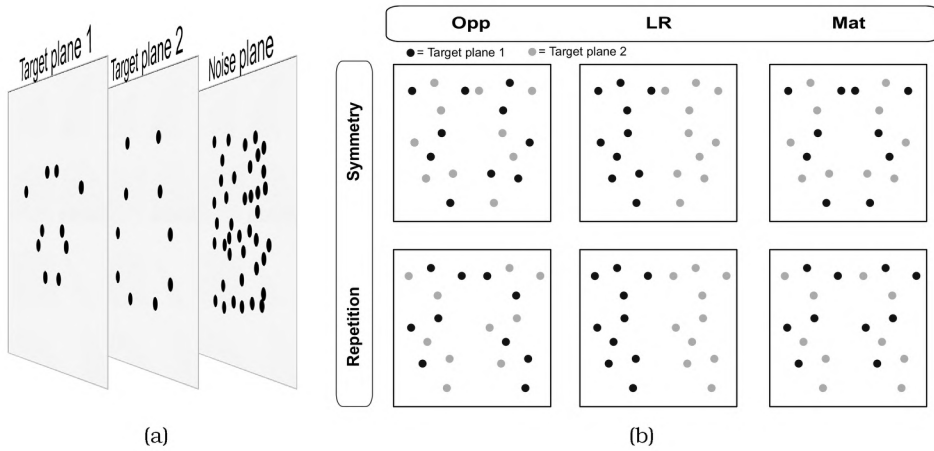 Target plane 1
Target plane 2
Noise plane
(a)
Opp LR Mat
= Target plane 1 = Target plane 2
Symmetry
Repetition
(b)